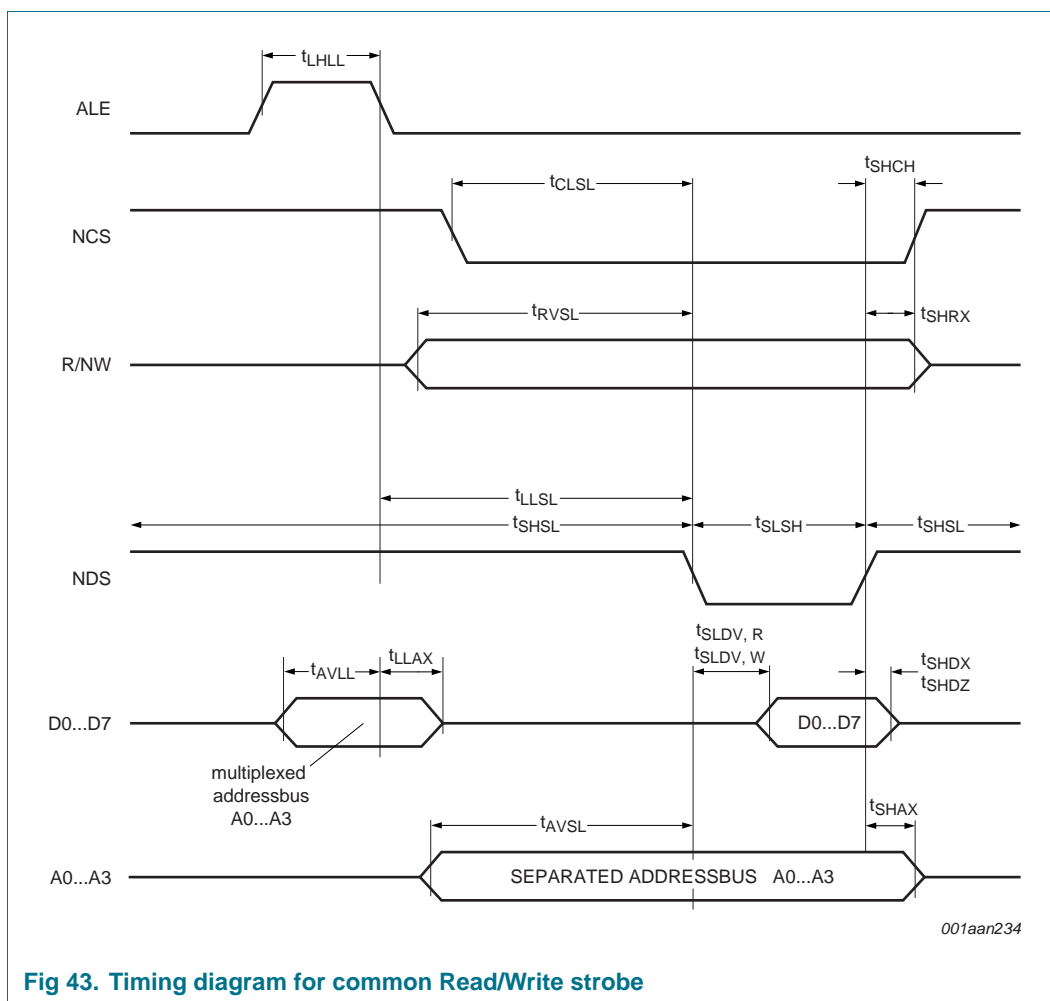 tLHLL
ALE
tSHCH
tCLSL
NCS
tRVSL
tSHRX
R/NW
tLLSL
tSHSL
tSLSH
tSHSL
NDS
tSLDV, R
tSLDV, W
tAVLL
tLLAX
tSHDX
tSHDZ
D0...D7
D0...D7
multiplexed
addressbus
A0...A3
tSHAX
tAVSL
A0...A3
SEPARATED ADDRESSBUS A0...A3
001aan234
Fig 43. Timing diagram for common Read/Write strobe